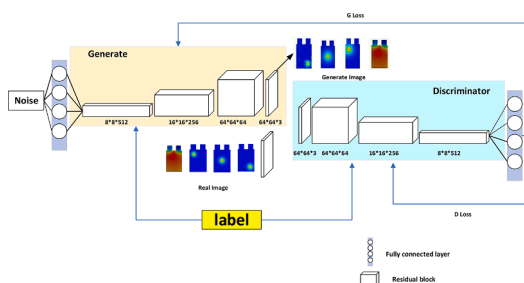 G Loss
Generate
Generate Image
Noise
Discriminator
8*8*512
16*16*256
64*64*64
64*64*3
64*64*3
64*64*64
16*16*256
8*8*512
Real Image
label
D Loss
Fully connected layer
Residual block